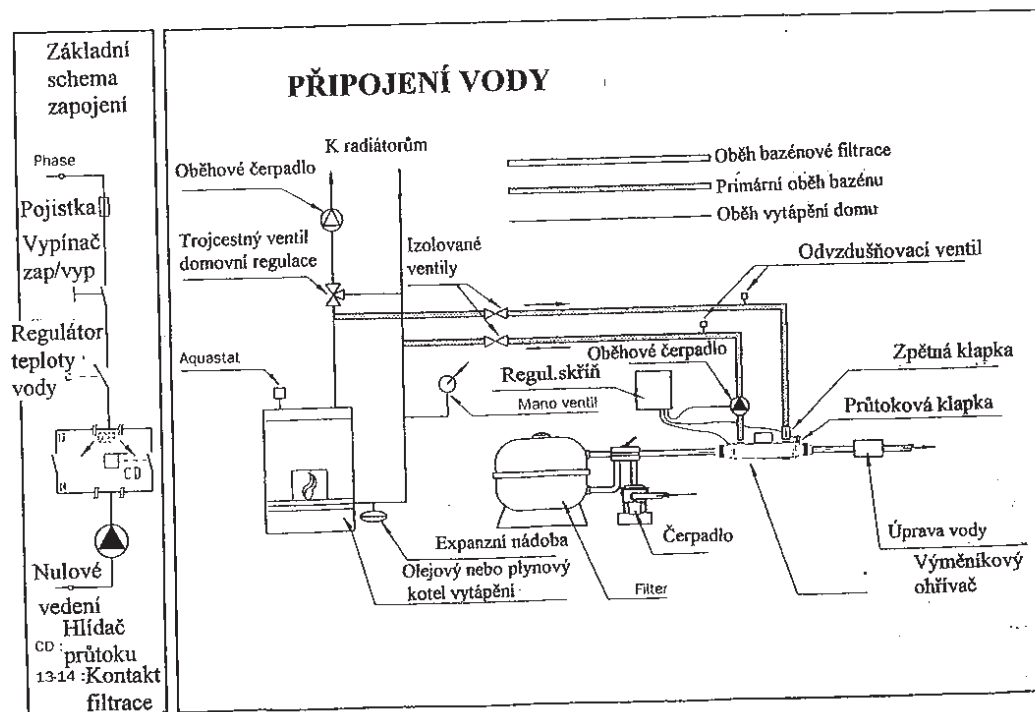 Základní
schema
zapojení
Phase
Pojistka
Vypínač
zap/vyp
Regulátor
teploty
vody
13
14
CD
Nulové
vedení
CD : Hlídač
průtoku
13-14 :Kontakt
filtrace
PŘIPOJENÍ VODY
K radiátorům
Oběhové čerpadlo
Trojcestný ventil
domovní regulace
Izolované
ventily
Oběh bazénové filtrace
Primární oběh bazénu
Oběh vytápění domu
Odvzdušňovací ventil
Aquastat
Oběhové čerpadlo
Regul.skříň
Mano ventil
Zpětná klapka
Průtoková klapka
Expanzní nádoba
Olejový nebo plynový
kotel vytápění
Čerpadlo
Filter
Úprava vody
Výměníkový
ohřívač